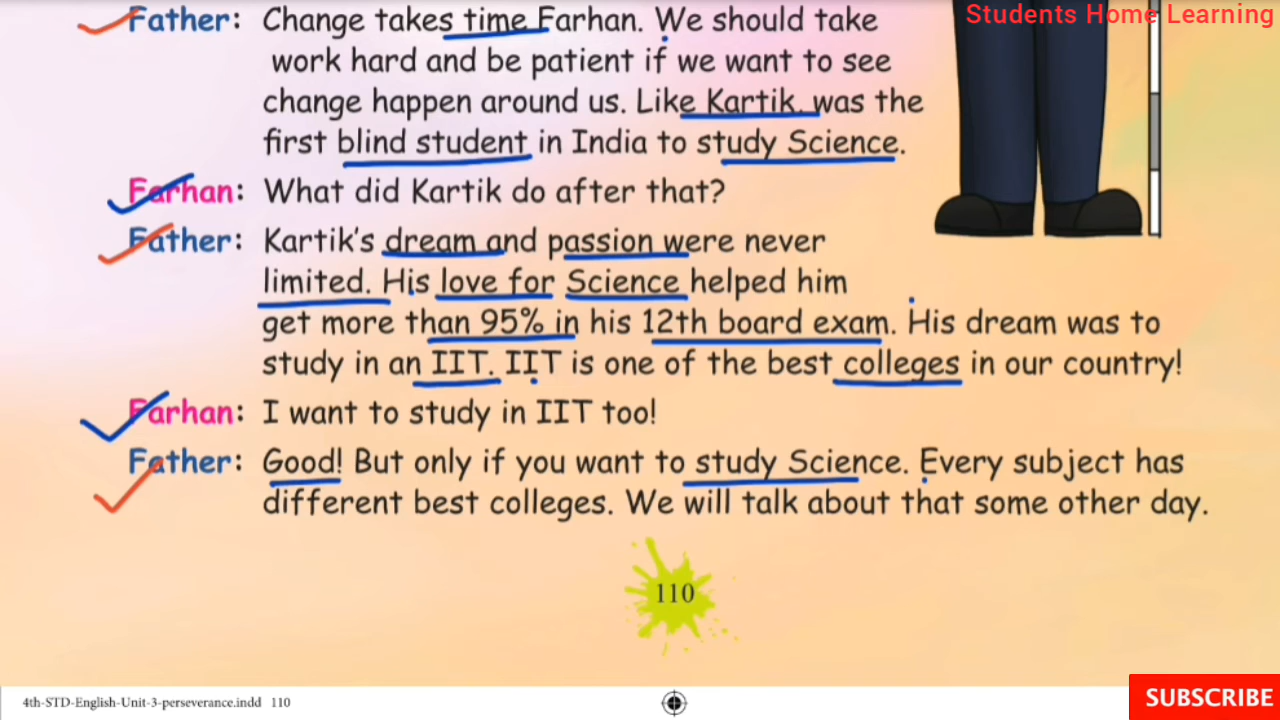 Students Home Learning
Father: Change takes time Farhan. We should take
work hard and be patient if we want to see
change happen around us. Like Kartik. was the
first blind student in India to study Science.
Farhan: What did Kartik do after that?
Father: Kartik's dream and passion were never
limited. His love for Science helped him
get more than 95% in his 12th board exam. His dream was to
study in an IIT. IIT is one of the best colleges in our country!
Farhan: I want to study in IIT too!
Father: Good! But only if you want to study Science. Every subject has
different best colleges. We will talk about that some other day.
110
4th-STD-English-Unit-3-perseverance.indd 110
SUBSCRIBE